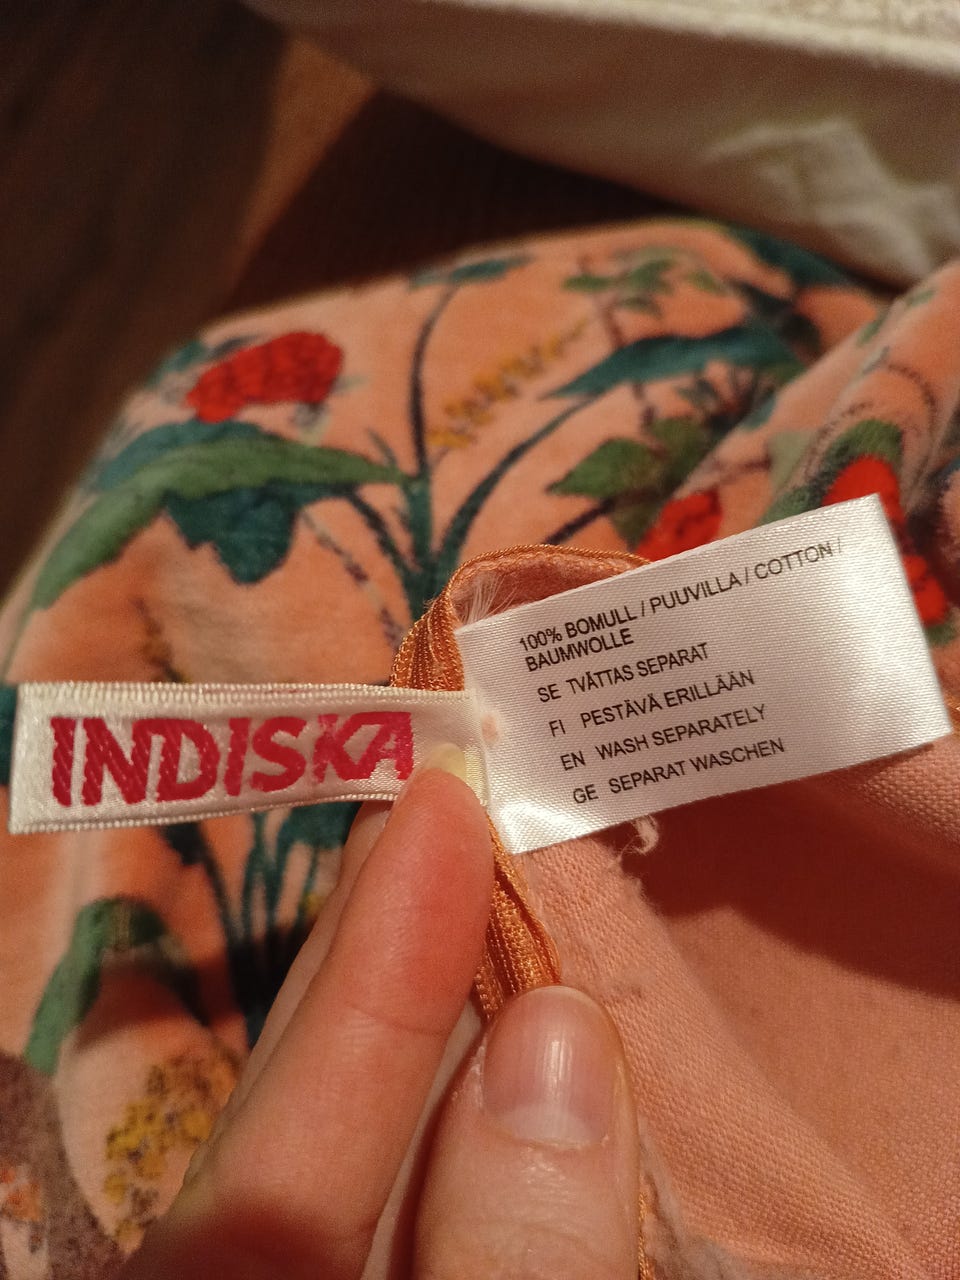 INDISKA
100% BOMULL / PUUVILLA / COTTON /
BAUMWOLLE
SE TVÄTTAS SEPARAT
FI PESTÄVÄ ERILLÄÄN
EN WASH SEPARATELY
GE SEPARAT WASCHEN